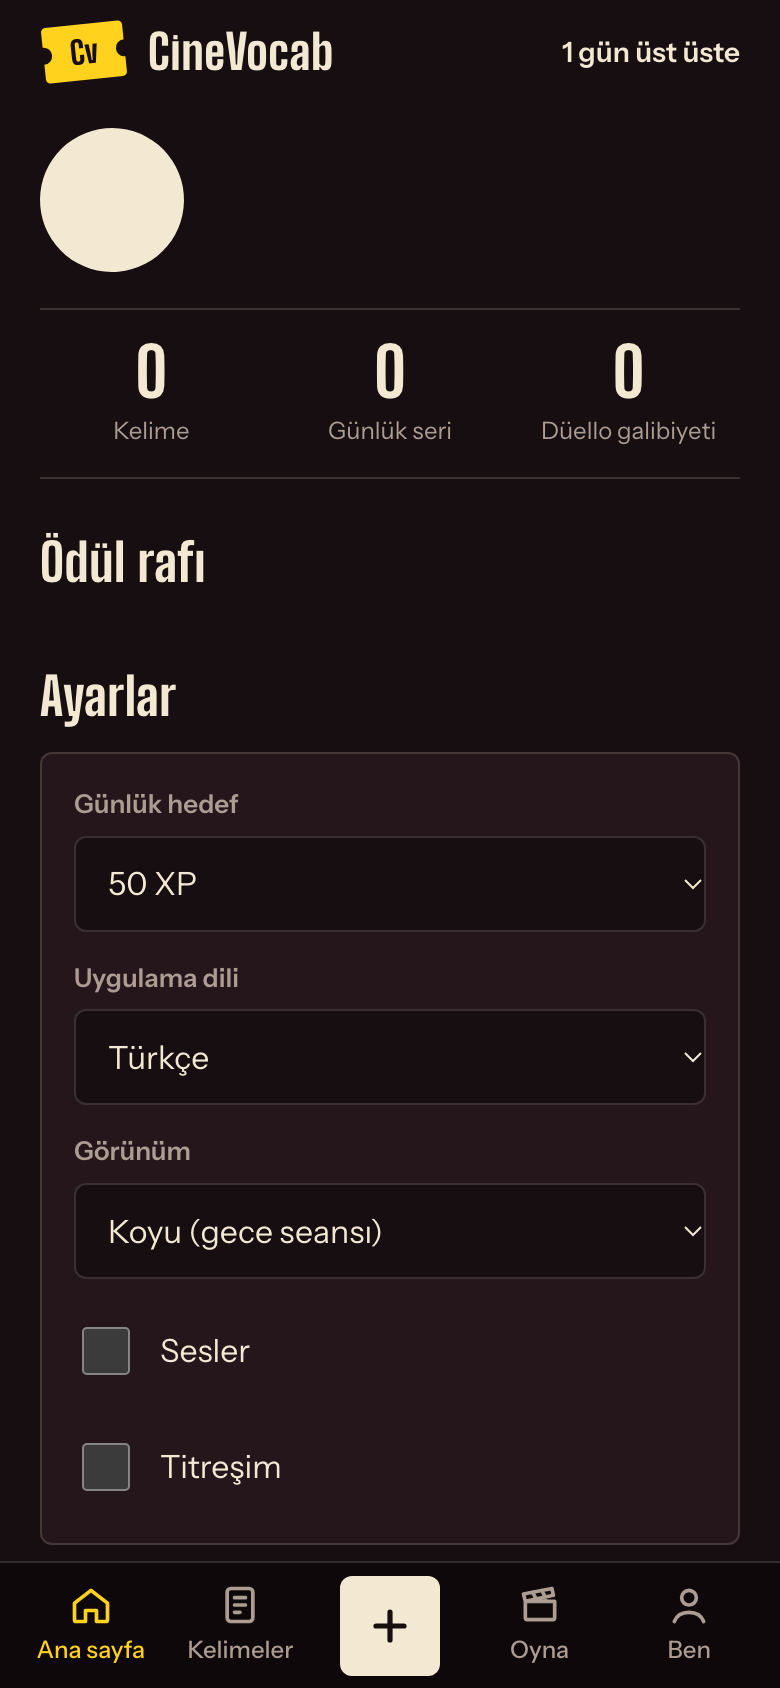 Cv CineVocab 1 gün üst üste
0 0 0
Kelime Günlük seri Düello galibiyeti
Ödül rafı
Ayarlar
Günlük hedef
50 XP
Uygulama dili
Türkçe
Görünüm
Koyu (gece seansı)
Sesler
Titreşim
Ana sayfa Kelimeler + Oyna Ben